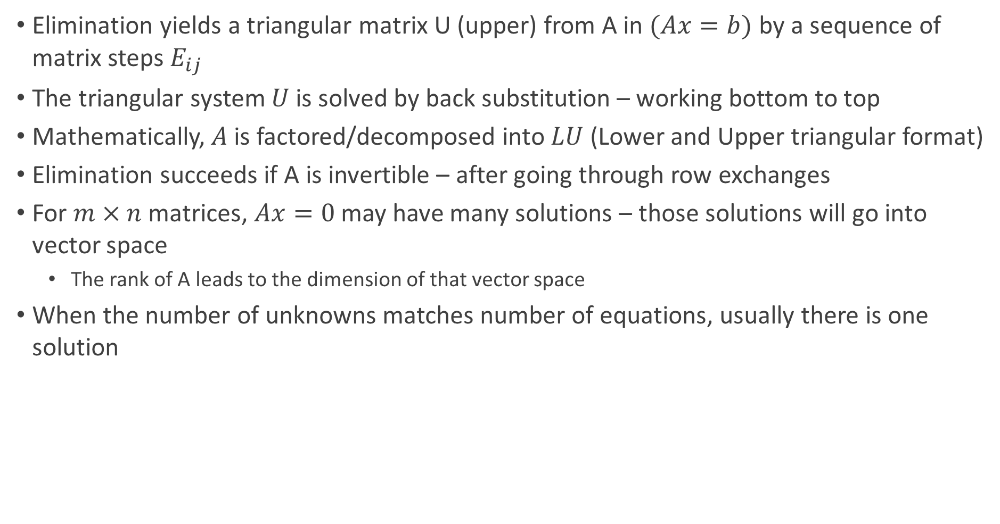 • Elimination yields a triangular matrix U (upper) from A in (𝐴𝑥 = 𝑏) by a sequence of
matrix steps 𝐸𝑖𝑗
• The triangular system 𝑈 is solved by back substitution – working bottom to top
• Mathematically, 𝐴 is factored/decomposed into 𝐿𝑈 (Lower and Upper triangular format)
• Elimination succeeds if A is invertible – after going through row exchanges
• For 𝑚 × 𝑛 matrices, 𝐴𝑥 = 0 may have many solutions – those solutions will go into
vector space
• The rank of A leads to the dimension of that vector space
• When the number of unknowns matches number of equations, usually there is one
solution